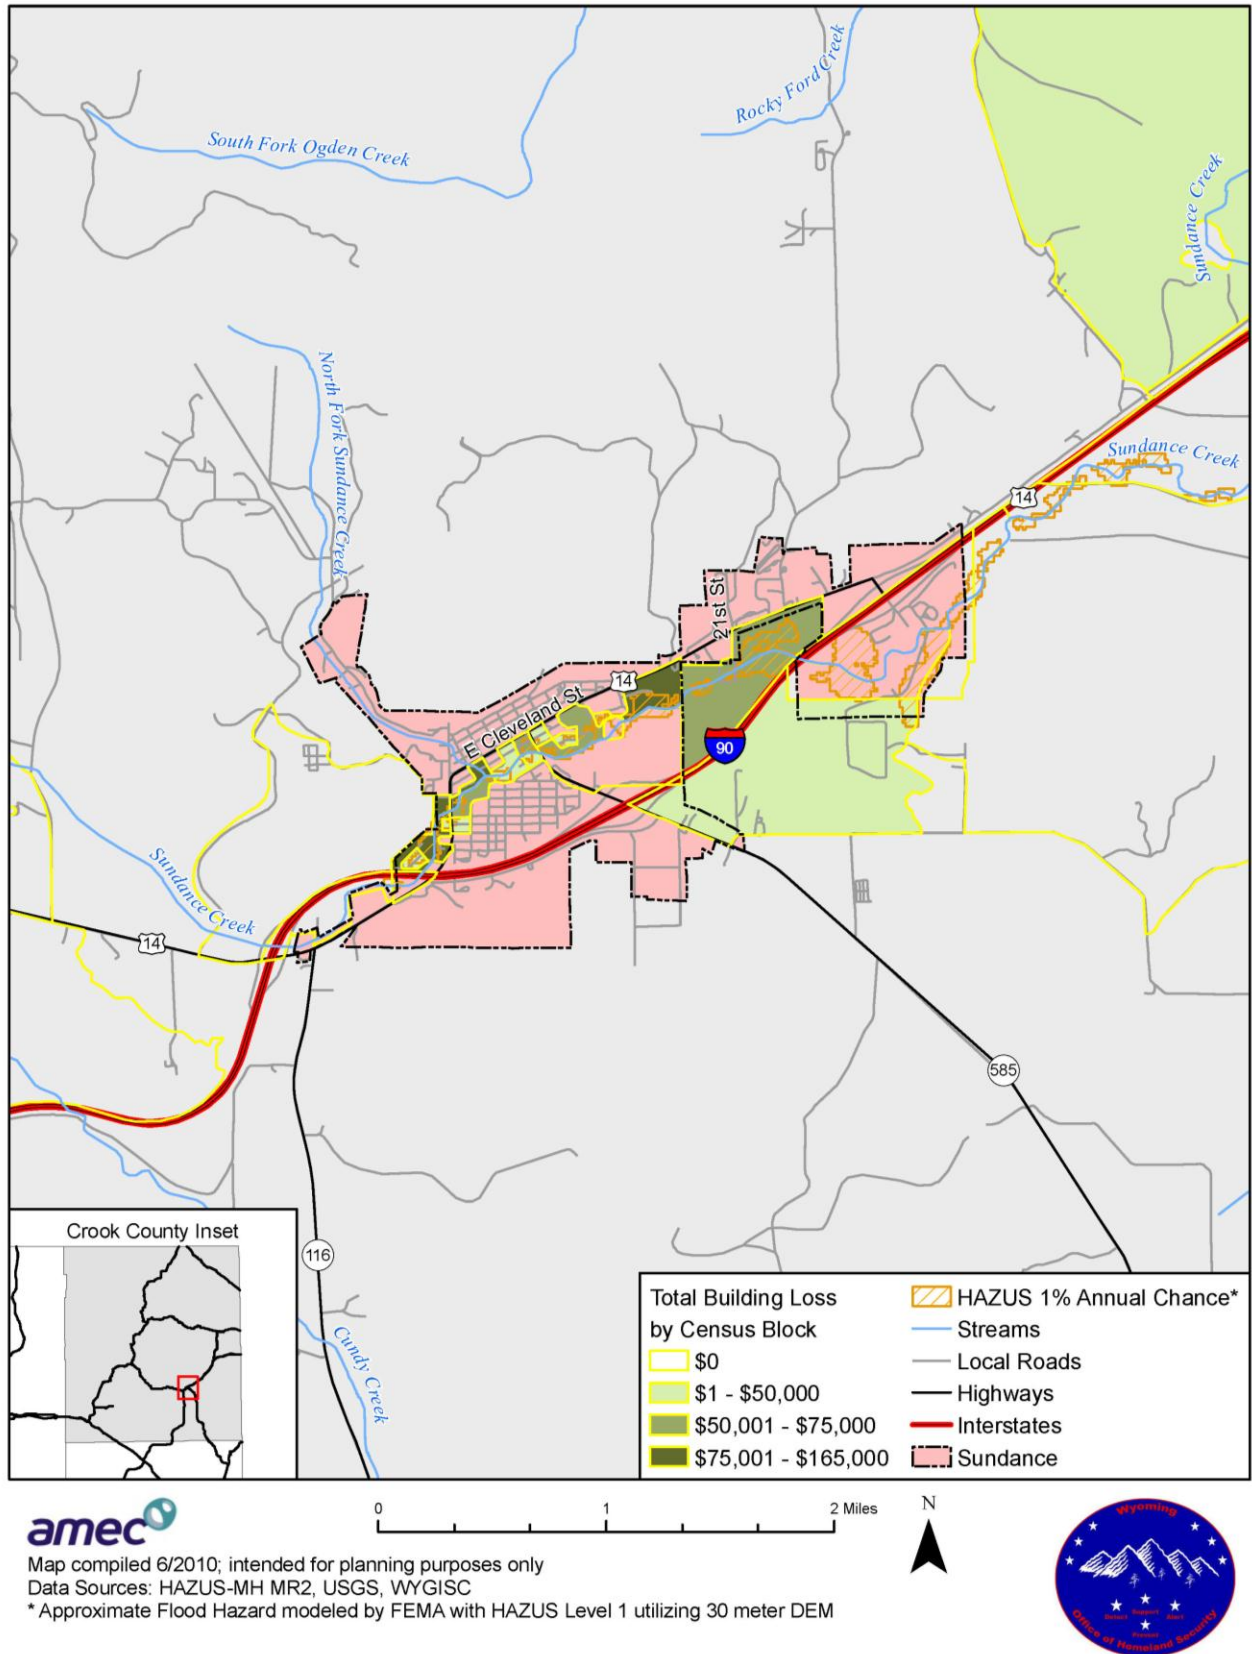 South Fork Ogden Creek
Rocky Ford Creek
Sundance Creek
North Fork Sundance Creek
Sundance Creek
14
21st St
14
E Cleveland St
90
Sundance Creek
14
585
116
Cundy Creek
Crook County Inset
Total Building Loss
by Census Block
$0
$1 - $50,000
$50,001 - $75,000
$75,001 - $165,000
HAZUS 1% Annual Chance*
Streams
Local Roads
Highways
Interstates
Sundance
amec
0 1 2 Miles
N
Map compiled 6/2010; intended for planning purposes only
Data Sources: HAZUS-MH MR2, USGS, WYGISC
* Approximate Flood Hazard modeled by FEMA with HAZUS Level 1 utilizing 30 meter DEM
Wyoming
Support
Office of Homeland Security